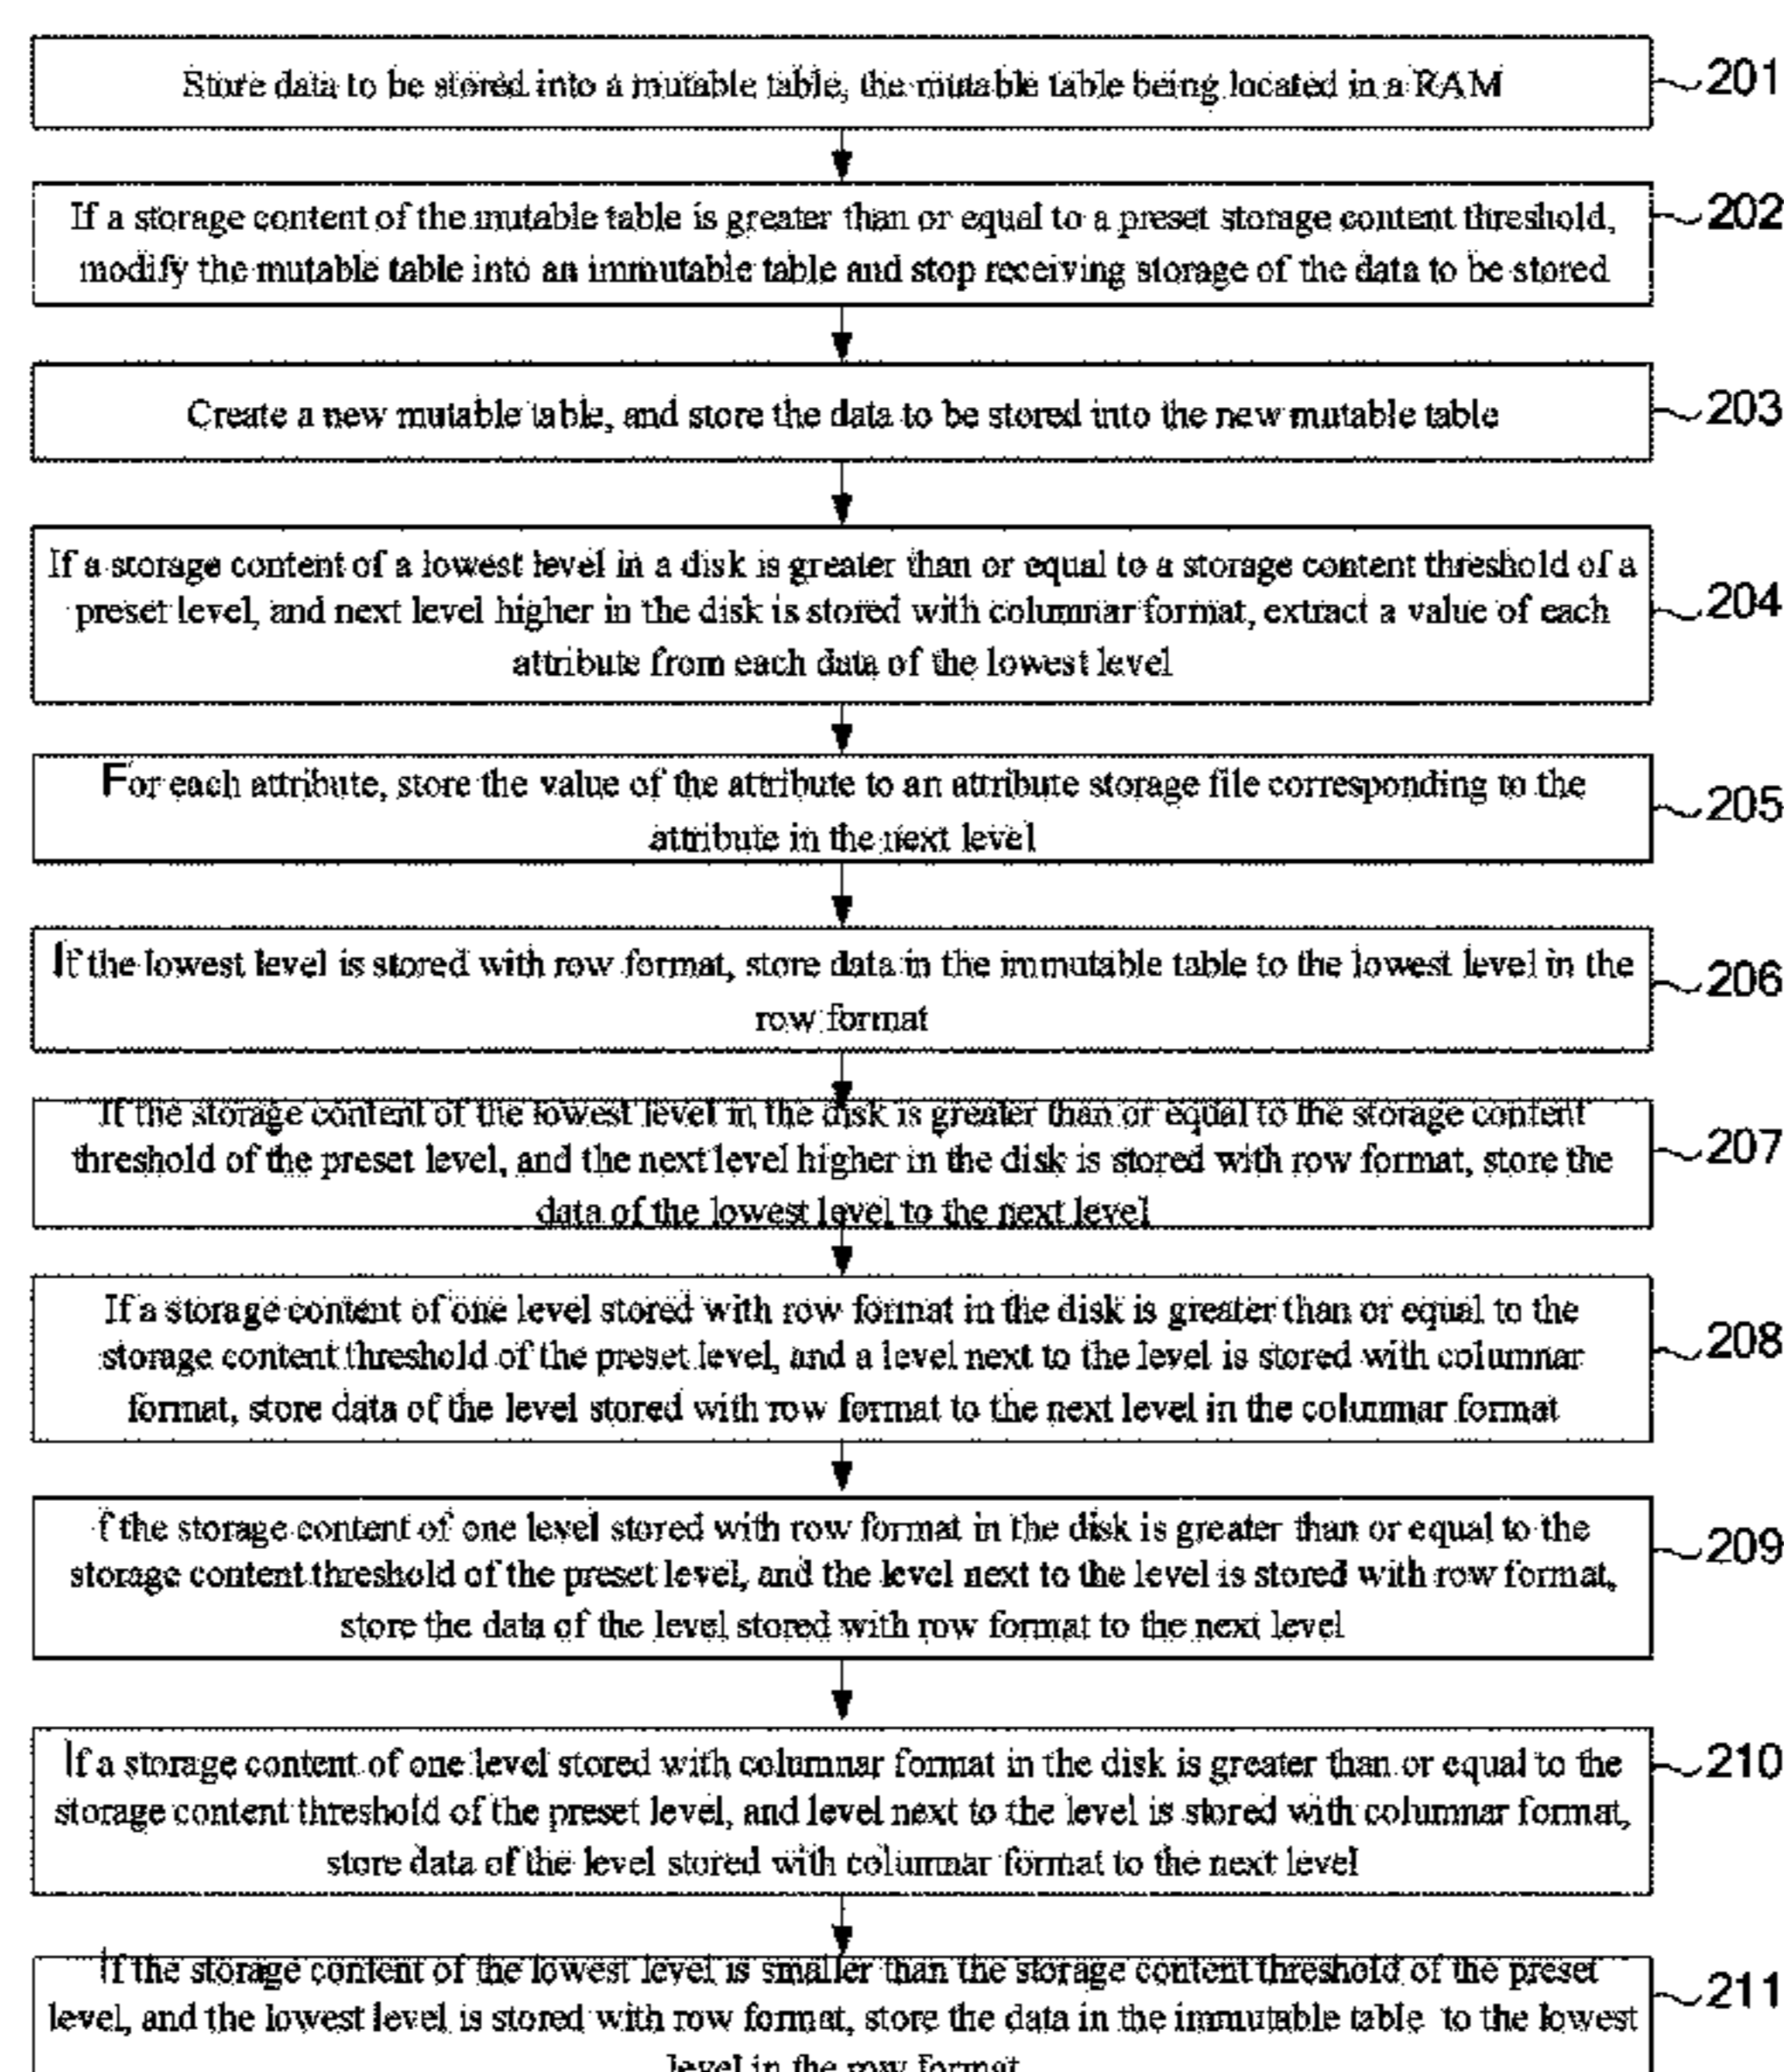 Store data to be stored into a mutable table, the mutable table being located in a RAM
201
If a storage content of the mutable table is greater than or equal to a preset storage content threshold,
modify the mutable table into an immutable table and stop receiving storage of the data to be stored
202
Create a new mutable table, and store the data to be stored into the new mutable table
203
If a storage content of a lowest level in a disk is greater than or equal to a storage content threshold of a
preset level, and next level higher in the disk is stored with columnar format, extract a value of each
attribute from each data of the lowest level
204
For each attribute, store the value of the attribute to an attribute storage file corresponding to the
attribute in the next level
205
If the lowest level is stored with row format, store data in the immutable table to the lowest level in the
row format
206
If the storage content of the lowest level in the disk is greater than or equal to the storage content
threshold of the preset level, and the next level higher in the disk is stored with row format, store the
data of the lowest level to the next level
207
If a storage content of one level stored with row format in the disk is greater than or equal to the
storage content threshold of the preset level, and a level next to the level is stored with columnar
format, store data of the level stored with row format to the next level in the columnar format
208
f the storage content of one level stored with row format in the disk is greater than or equal to the
storage content threshold of the preset level, and the level next to the level is stored with row format,
store the data of the level stored with row format to the next level
209
If a storage content of one level stored with columnar format in the disk is greater than or equal to the
storage content threshold of the preset level, and level next to the level is stored with columnar format,
store data of the level stored with columnar format to the next level
210
If the storage content of the lowest level is smaller than the storage content threshold of the preset
level, and the lowest level is stored with row format, store the data in the immutable table to the lowest
level in the row format
211